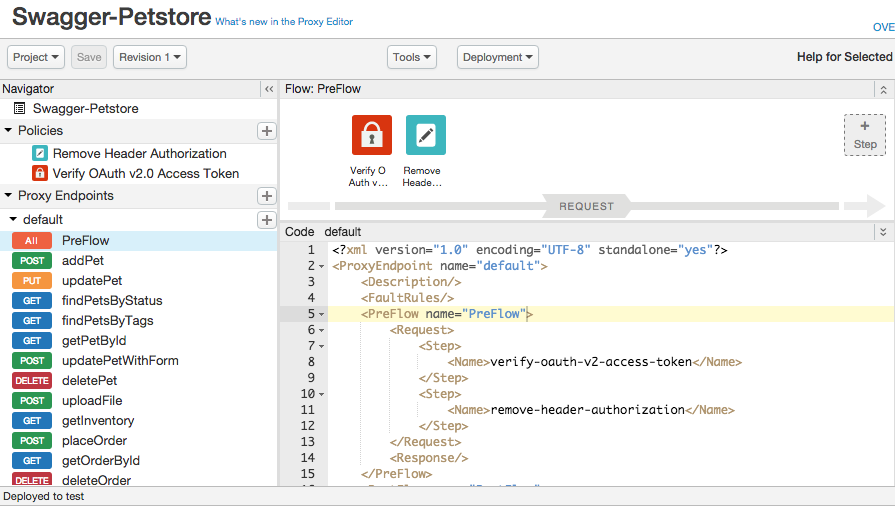 Swagger-Petstore What's new in the Proxy Editor
OVE
Project Save Revision 1 Tools Deployment Help for Selected
Navigator
Swagger-Petstore
Policies
Remove Header Authorization
Verify OAuth v2.0 Access Token
Proxy Endpoints
default
All PreFlow
POST addPet
PUT updatePet
GET findPetsByStatus
GET findPetsByTags
GET getPetById
POST updatePetWithForm
DELETE deletePet
POST uploadFile
GET getInventory
POST placeOrder
GET getOrderById
DELETE deleteOrder
Flow: PreFlow
Verify O
Auth v...
Remove
Heade...
+
Step
REQUEST
Code default
1 <?xml version="1.0" encoding="UTF-8" standalone="yes"?>
2 <ProxyEndpoint name="default">
3 <Description/>
4 <FaultRules/>
5 <PreFlow name="PreFlow">
6 <Request>
7 <Step>
8 <Name>verify-oauth-v2-access-token</Name>
9 </Step>
10 <Step>
11 <Name>remove-header-authorization</Name>
12 </Step>
13 </Request>
14 <Response/>
15 </PreFlow>
Deployed to test